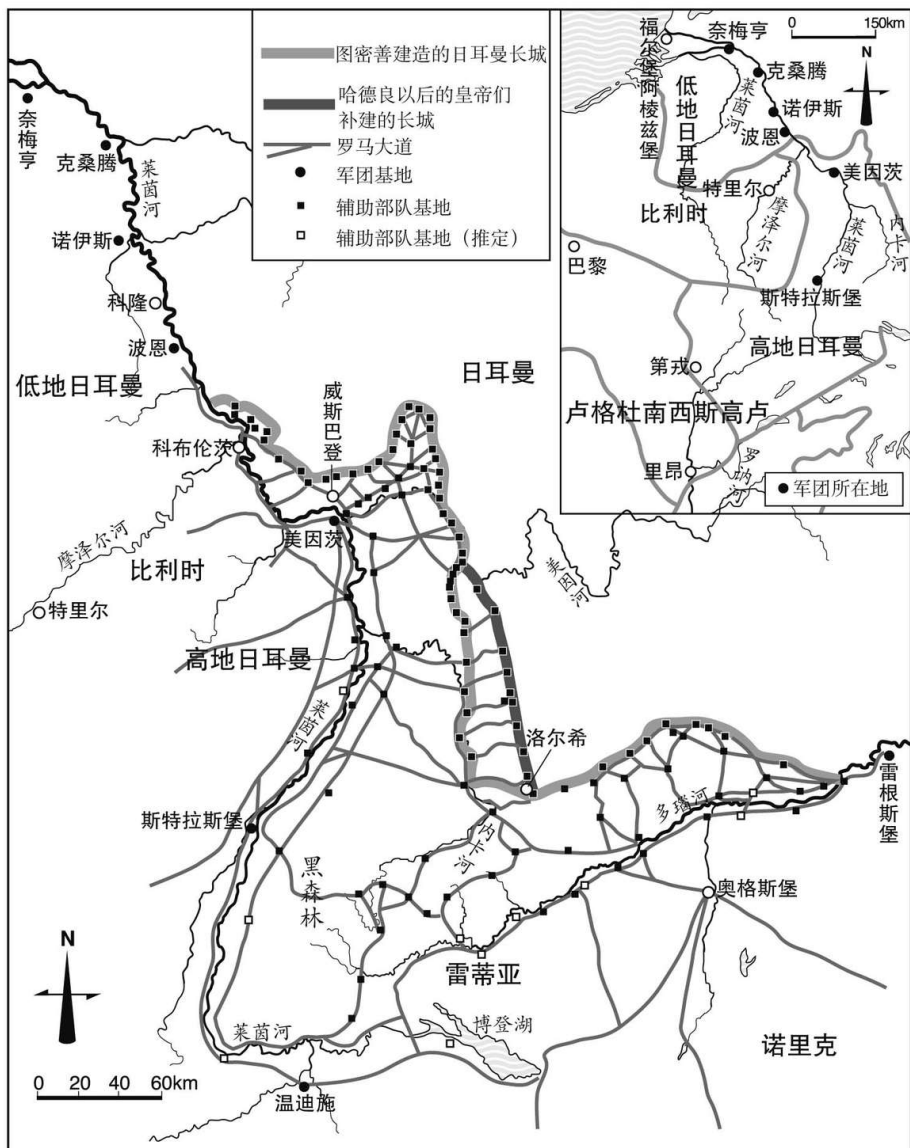 图密善建造的日耳曼长城
哈德良以后的皇帝们
补建的长城
罗马大道
军团基地
辅助部队基地
辅助部队基地（推定）
奈梅亨
克桑腾
莱茵河
诺伊斯
科隆
波恩
低地日耳曼
日耳曼
威斯巴登
科布伦茨
美因茨
摩泽尔河
比利时
特里尔
美因河
高地日耳曼
莱茵河
洛尔希
多瑙河
雷根斯堡
斯特拉斯堡
内卡河
黑森林
奥格斯堡
雷蒂亚
莱茵河
博登湖
诺里克
温迪施
N
0 20 40 60km
0 150km
N
福尔堡阿棱兹堡
奈梅亨
克桑腾
低地日耳曼
莱茵河
诺伊斯
波恩
美因茨
特里尔
比利时
摩泽尔河
莱茵河
内卡河
巴黎
斯特拉斯堡
高地日耳曼
第戎
卢格杜南西斯高卢
里昂
罗讷河
军团所在地